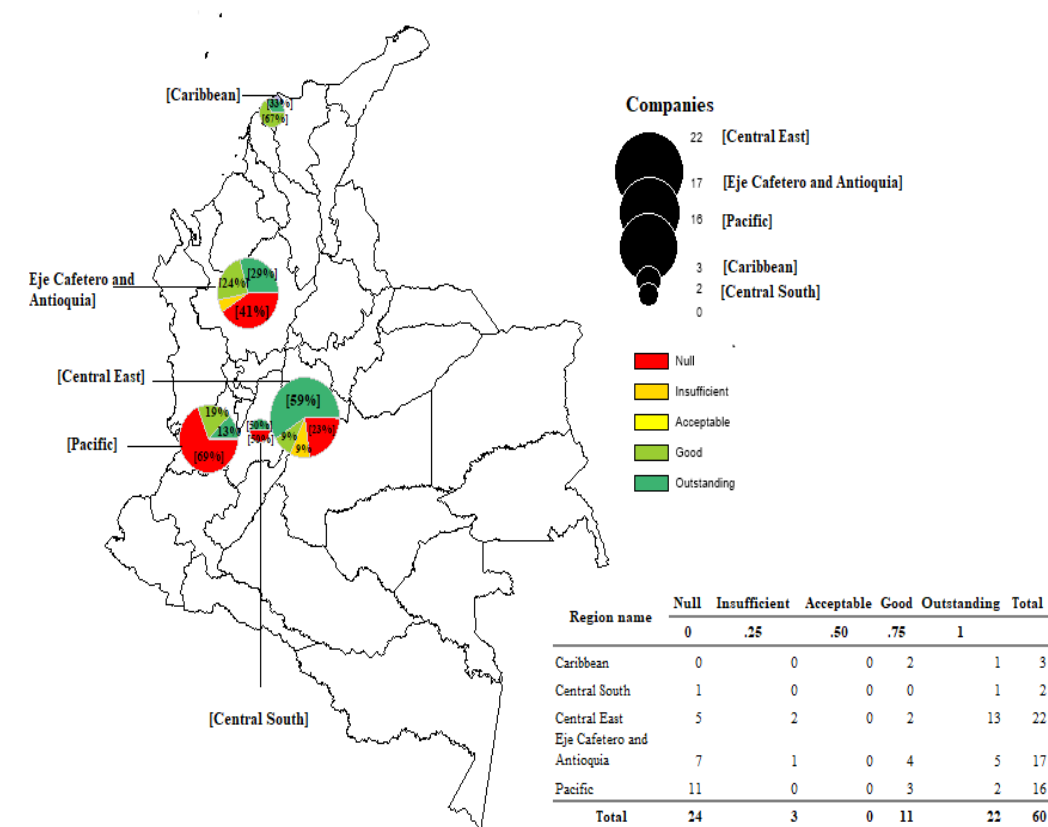 [Caribbean]
[33%]
[67%]
Eje Cafetero and
Antioquia]
[29%]
24%
[41%]
[Central East]
[59%]
[23%]
9%
9%
[Pacific]
19%
13%
[69%]
[50%]
[50%]
[Central South]
Companies
22 [Central East]
17 [Eje Cafetero and Antioquia]
16 [Pacific]
3 [Caribbean]
2 [Central South]
0
Null
Insufficient
Acceptable
Good
Outstanding
Region name Null Insufficient Acceptable Good Outstanding Total
0 .25 .50 .75 1
Caribbean 0 0 0 2 1 3
Central South 1 0 0 0 1 2
Central East 5 2 0 2 13 22
Eje Cafetero and
Antioquia 7 1 0 4 5 17
Pacific 11 0 0 3 2 16
Total 24 3 0 11 22 60